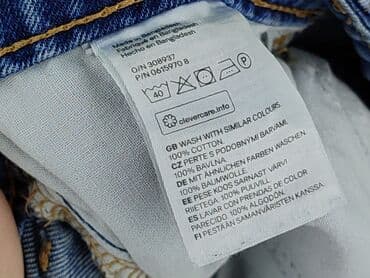 Made in Bangladesh
Fabriqué en Bangladesh
Hecho en Bangladesh
O/N 308937
P/N 0615970 8
40
P
clevercare.info
GB WASH WITH SIMILAR COLOURS.
100% COTTON.
CZ PERTE S PODOBNÝMI BARVAMI.
100% BAVLNA.
DE MIT ÄHNLICHEN FARBEN WASCHEN.
100% BAUMWOLLE.
EE PESE KOOS SARNAST VÄRVI
RIIETEGA. 100% PUUVILL.
ES LAVAR CON PRENDAS DE COLOR
PARECIDO. 100% ALGODÓN.
FI PESTÄÄN SAMANVÄRISTEN KANSSA.